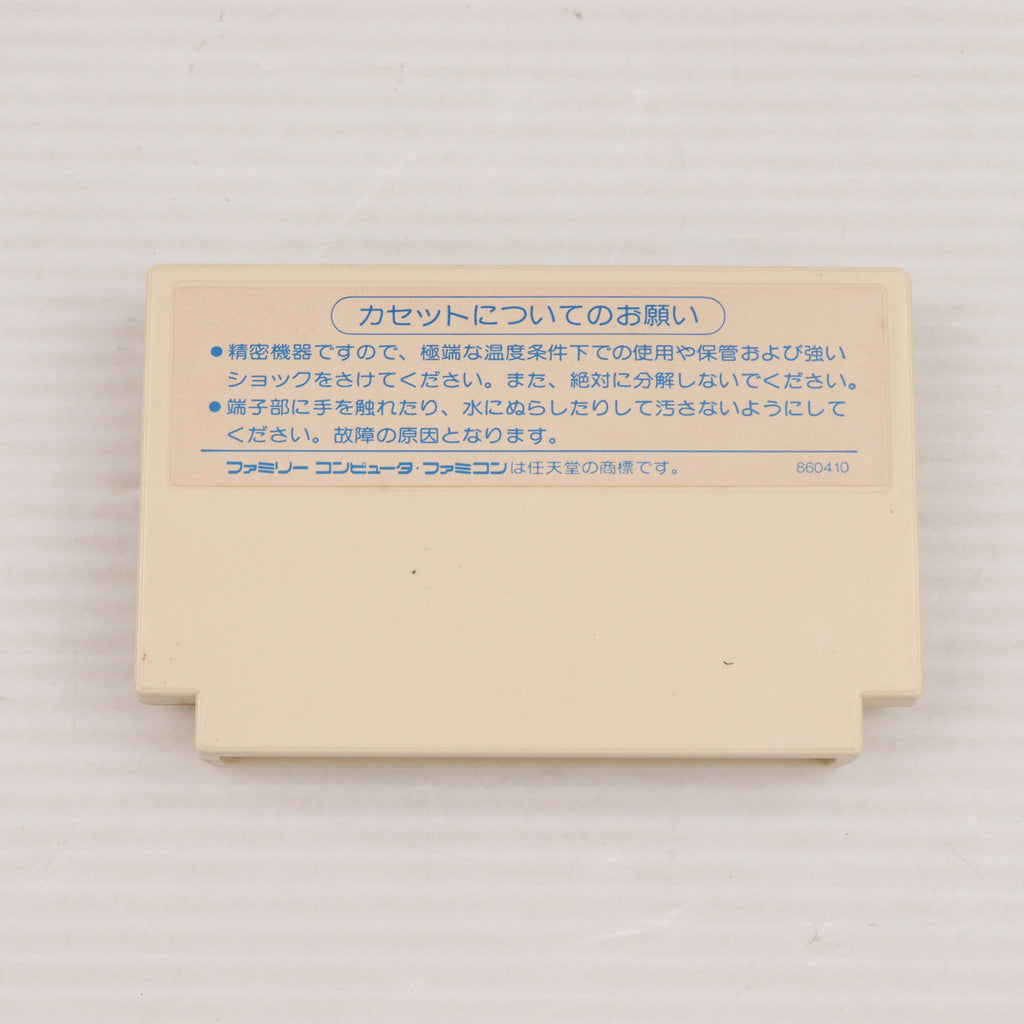 カセットについてのお願い
●精密機器ですので、極端な温度条件下での使用や保管および強い
ショックをさけてください。また、絶対に分解しないでください。
●端子部に手を触れたり、水にぬらしたりして汚さないようにして
ください。故障の原因となります。
ファミリー コンピュータ・ファミコンは任天堂の商標です。 860410